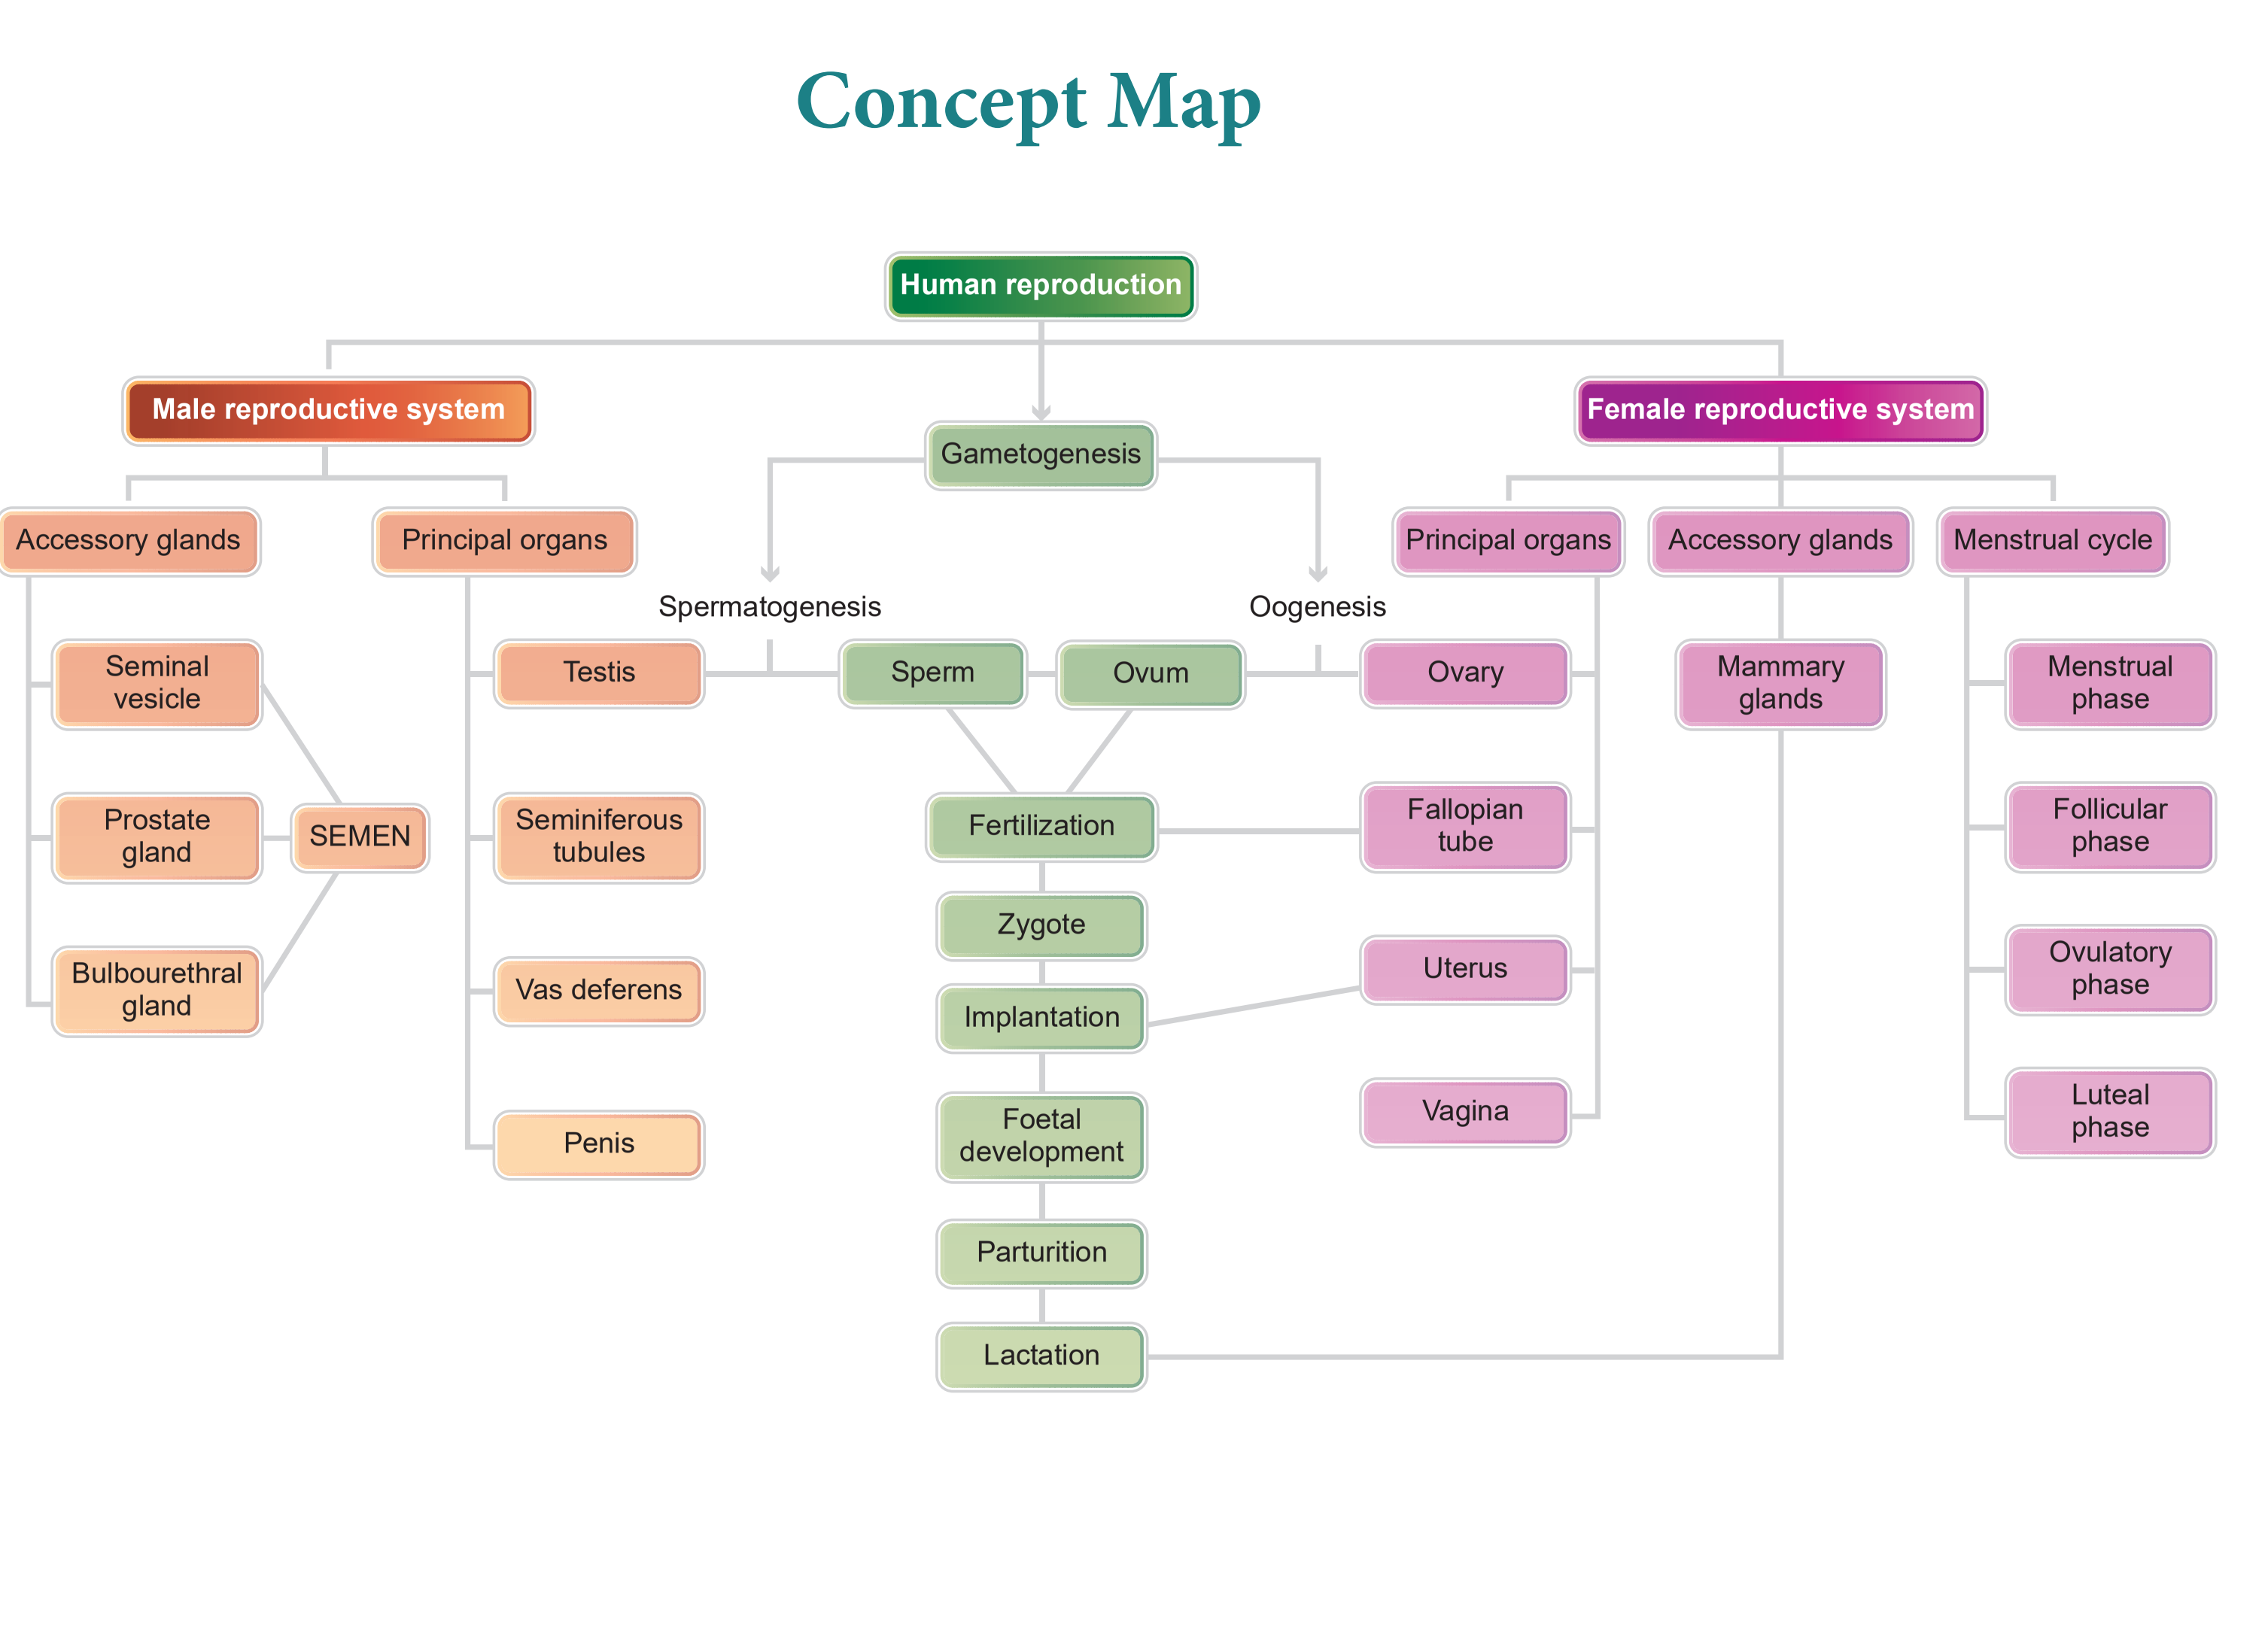 Concept Map
Human reproduction
Male reproductive system
Female reproductive system
Gametogenesis
Accessory glands
Principal organs
Principal organs
Accessory glands
Menstrual cycle
Spermatogenesis
Oogenesis
Seminal
vesicle
Testis
Sperm
Ovum
Ovary
Mammary
glands
Menstrual
phase
Prostate
gland
SEMEN
Seminiferous
tubules
Fertilization
Fallopian
tube
Follicular
phase
Zygote
Bulbourethral
gland
Vas deferens
Implantation
Uterus
Ovulatory
phase
Foetal
development
Vagina
Luteal
phase
Penis
Parturition
Lactation